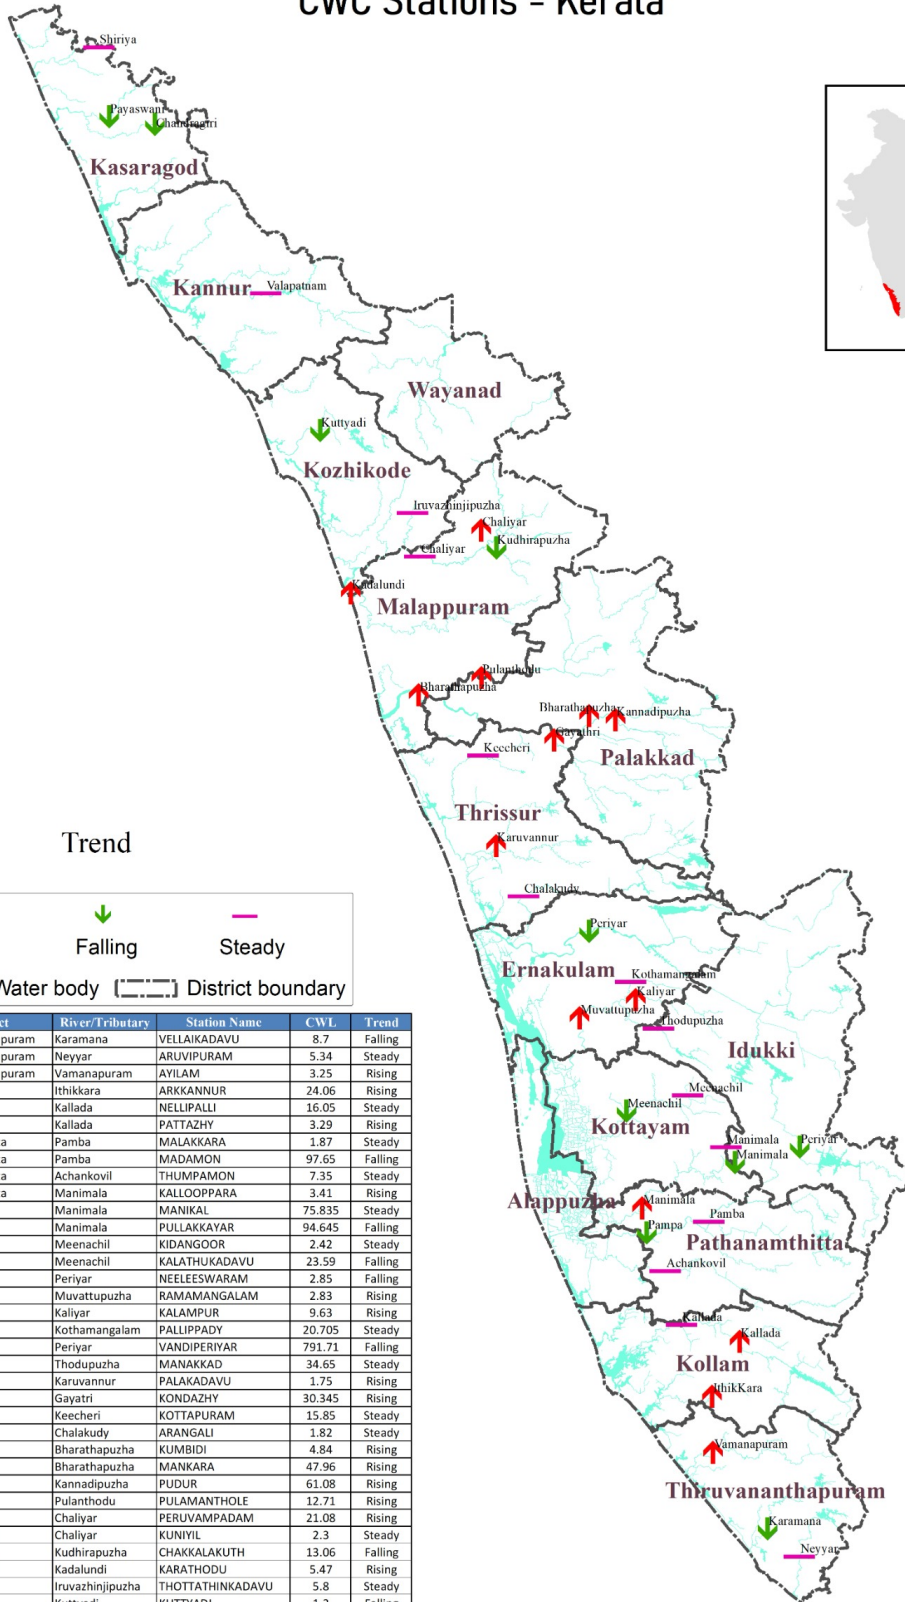 CWC Stations - Kerala
Shiriya
Payaswani
Chandragiri
Kasaragod
Kannur
Valapatnam
Wayanad
Kuttyadi
Kozhikode
Iruvazhinjipuzha
Chaliyar
Kudhirapuzha
Chaliyar
Kadalundi
Malappuram
Pulanthodu
Bharathapuzha
Bharathapuzha
Kannadipuzha
Gayathri
Keecheri
Palakkad
Thrissur
Karuvannur
Chalakudy
Periyar
Ernakulam
Kothamangalam
Kaliyar
Muvattupuzha
Thodupuzha
Idukki
Meenachil
Meenachil
Kottayam
Manimala
Manimala
Periyar
Alappuzha
Manimala
Pamba
Pampa
Pathanamthitta
Achankovil
Kallada
Kallada
Kollam
IthikKara
Vamanapuram
Thiruvananthapuram
Karamana
Neyyar
Trend
Falling Steady
Water body District boundary
ct River/Tributary Station Name CWL Trend
puram Karamana VELLAIKADAVU 8.7 Falling
puram Neyyar ARUVIPURAM 5.34 Steady
puram Vamanapuram AYILAM 3.25 Rising
Ithikkara ARKKANNUR 24.06 Rising
Kallada NELLIPALLI 16.05 Steady
Kallada PATTAZHY 3.29 Rising
a Pamba MALAKKARA 1.87 Steady
a Pamba MADAMON 97.65 Falling
a Achankovil THUMPAMON 7.35 Steady
a Manimala KALLOOPPARA 3.41 Rising
Manimala MANIKAL 75.835 Steady
Manimala PULLAKKAYAR 94.645 Falling
Meenachil KIDANGOOR 2.42 Steady
Meenachil KALATHUKADAVU 23.59 Falling
Periyar NEELEESWARAM 2.85 Falling
Muvattupuzha RAMAMANGALAM 2.83 Rising
Kaliyar KALAMPUR 9.63 Rising
Kothamangalam PALLIPPADY 20.705 Steady
Periyar VANDIPERIYAR 791.71 Falling
Thodupuzha MANAKKAD 34.65 Steady
Karuvannur PALAKADAVU 1.75 Rising
Gayatri KONDAZHY 30.345 Rising
Keecheri KOTTAPURAM 15.85 Steady
Chalakudy ARANGALI 1.82 Steady
Bharathapuzha KUMBIDI 4.84 Rising
Bharathapuzha MANKARA 47.96 Rising
Kannadipuzha PUDUR 61.08 Rising
Pulanthodu PULAMANTHOLE 12.71 Rising
Chaliyar PERUVAMPADAM 21.08 Rising
Chaliyar KUNIYIL 2.3 Steady
Kudhirapuzha CHAKKALAKUTH 13.06 Falling
Kadalundi KARATHODU 5.47 Rising
Iruvazhinjipuzha THOTTATHINKADAVU 5.8 Steady
Kuttyadi KUTTYADI Falling